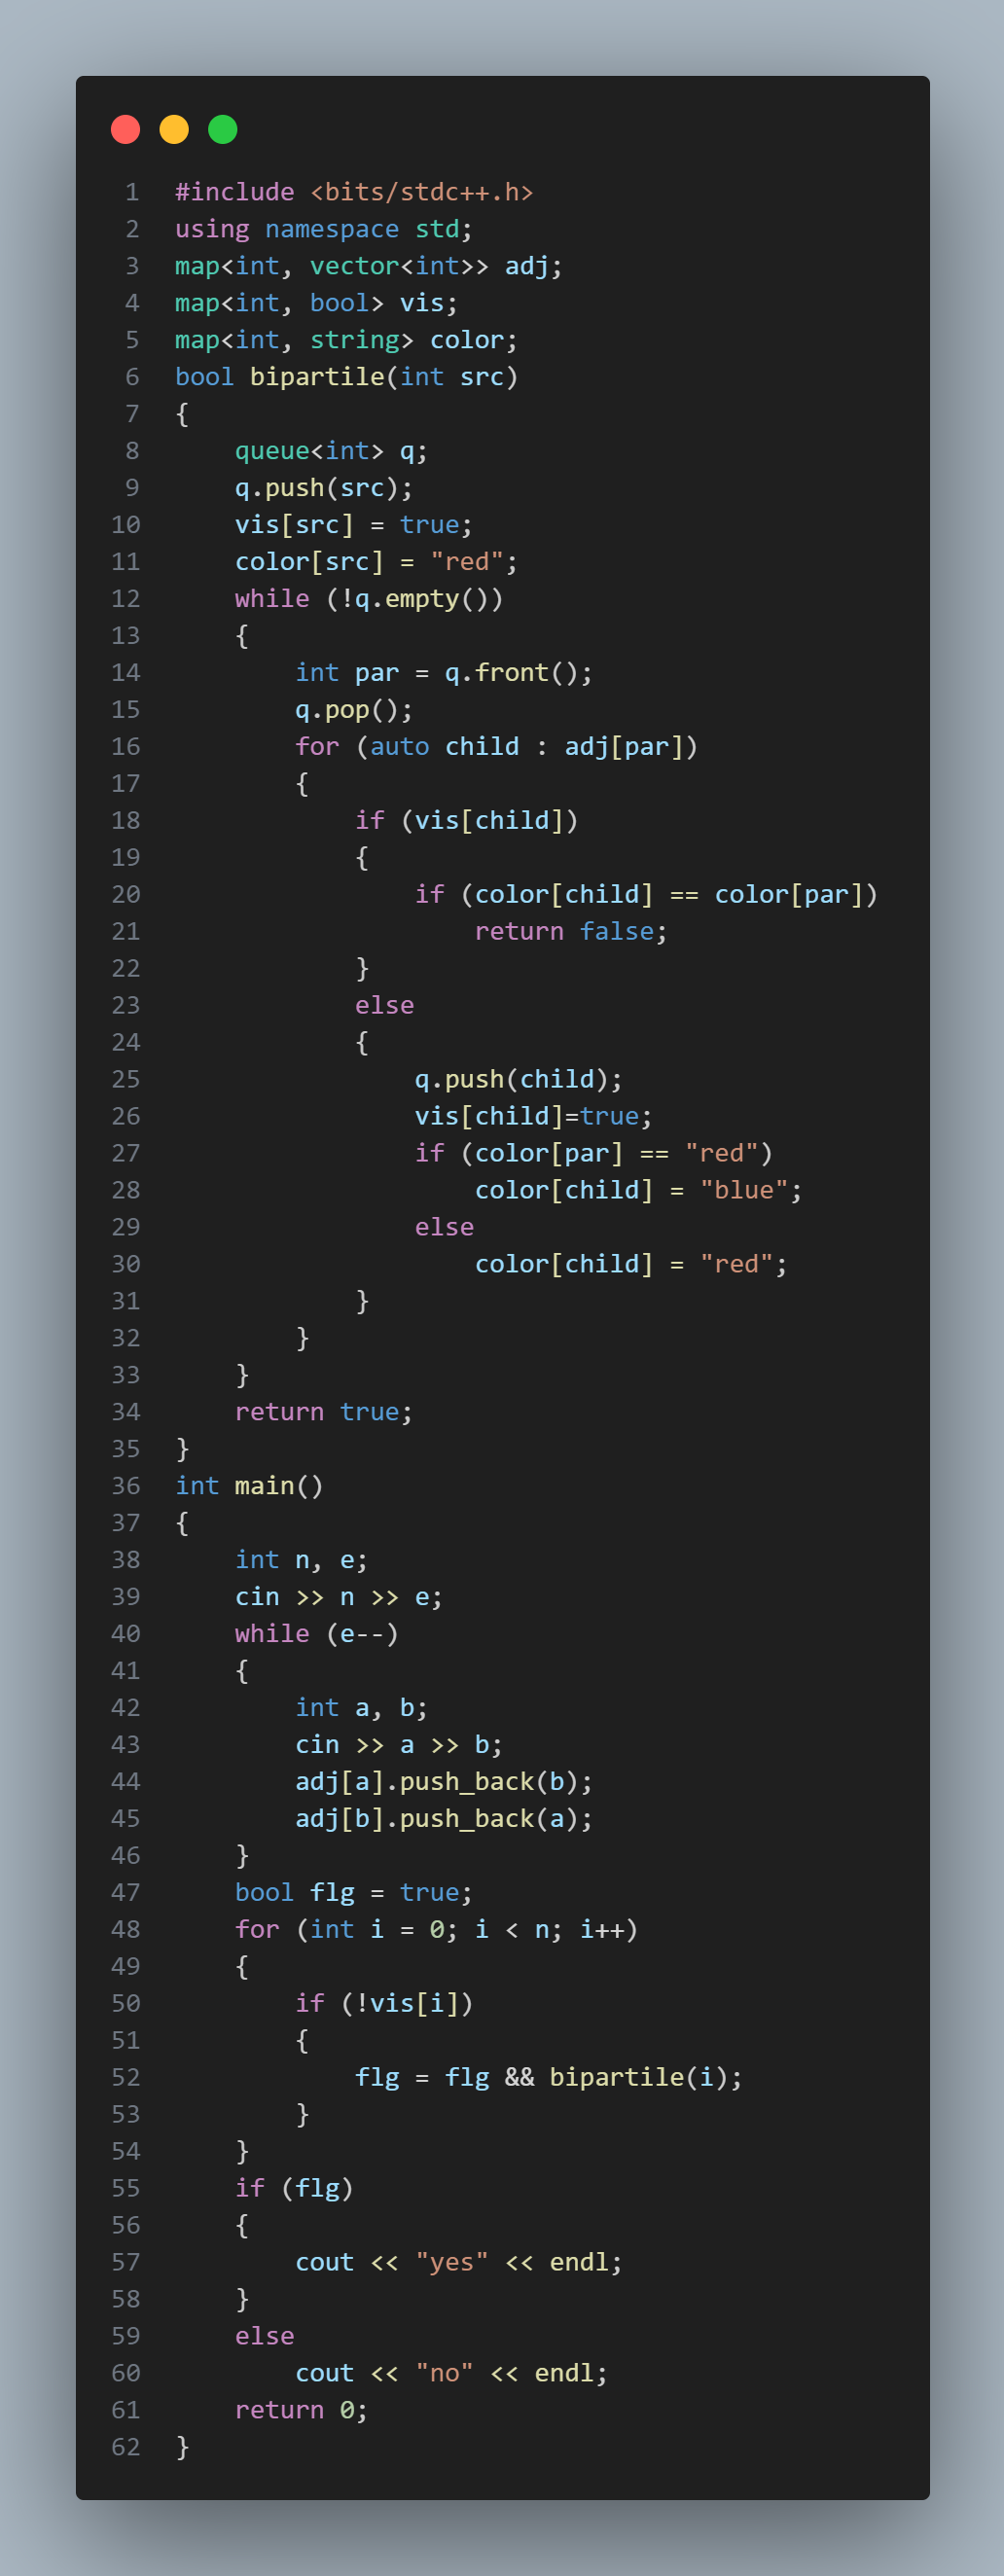 1 #include <bits/stdc++.h>
2 using namespace std;
3 map<int, vector<int>> adj;
4 map<int, bool> vis;
5 map<int, string> color;
6 bool bipartile(int src)
7 {
8     queue<int> q;
9     q.push(src);
10     vis[src] = true;
11     color[src] = "red";
12     while (!q.empty())
13     {
14         int par = q.front();
15         q.pop();
16         for (auto child : adj[par])
17         {
18             if (vis[child])
19             {
20                 if (color[child] == color[par])
21                     return false;
22             }
23             else
24             {
25                 q.push(child);
26                 vis[child]=true;
27                 if (color[par] == "red")
28                     color[child] = "blue";
29                 else
30                     color[child] = "red";
31             }
32         }
33     }
34     return true;
35 }
36 int main()
37 {
38     int n, e;
39     cin >> n >> e;
40     while (e--)
41     {
42         int a, b;
43         cin >> a >> b;
44         adj[a].push_back(b);
45         adj[b].push_back(a);
46     }
47     bool flg = true;
48     for (int i = 0; i < n; i++)
49     {
50         if (!vis[i])
51         {
52             flg = flg && bipartile(i);
53         }
54     }
55     if (flg)
56     {
57         cout << "yes" << endl;
58     }
59     else
60         cout << "no" << endl;
61     return 0;
62 }